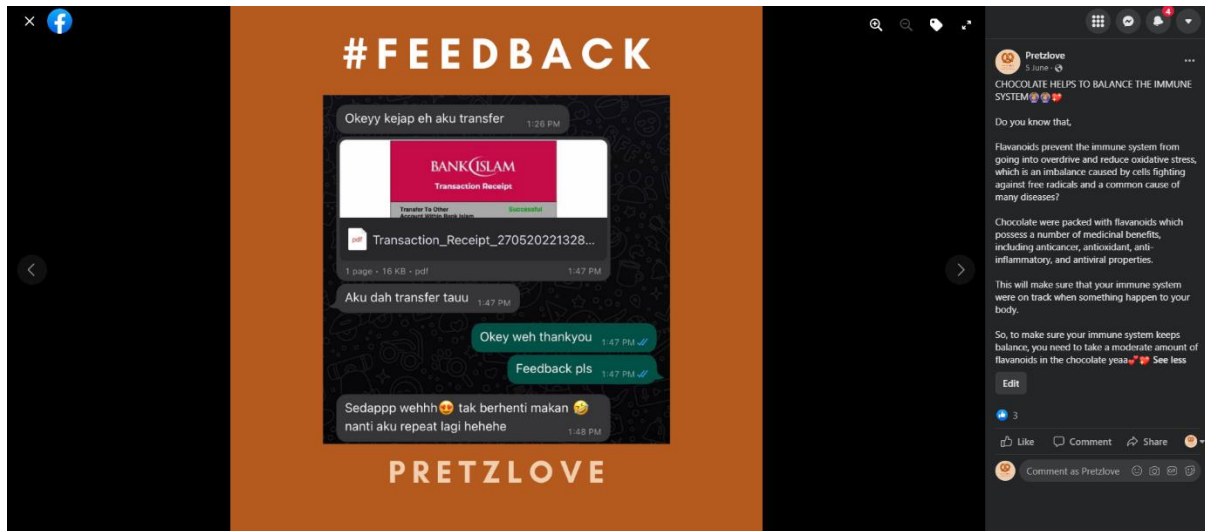 #FEEDBACK
Okeyy kejap eh aku transfer 1:26 PM
BANK ISLAM
Transaction Receipt
Transfer To Other
Account Within Bank Islam
Successful
pdf
Transaction_Receipt_270520221328...
1 page • 16 KB • pdf 1:47 PM
Aku dah transfer tauu 1:47 PM
Okey weh thankyou 1:47 PM
Feedback pls 1:47 PM
Sedappp wehhh😍 tak berhenti makan 🤣
nanti aku repeat lagi hehehe 1:48 PM
PRETZLOVE
4
Pretzlove
5 June ·
CHOCOLATE HELPS TO BALANCE THE IMMUNE
SYSTEM
Do you know that,
Flavanoids prevent the immune system from
going into overdrive and reduce oxidative stress,
which is an imbalance caused by cells fighting
against free radicals and a common cause of
many diseases?
Chocolate were packed with flavanoids which
possess a number of medicinal benefits,
including anticancer, antioxidant, anti-
inflammatory, and antiviral properties.
This will make sure that your immune system
were on track when something happen to your
body.
So, to make sure your immune system keeps
balance, you need to take a moderate amount of
flavanoids in the chocolate yeaa See less
Edit
3
Like Comment Share
Comment as Pretzlove